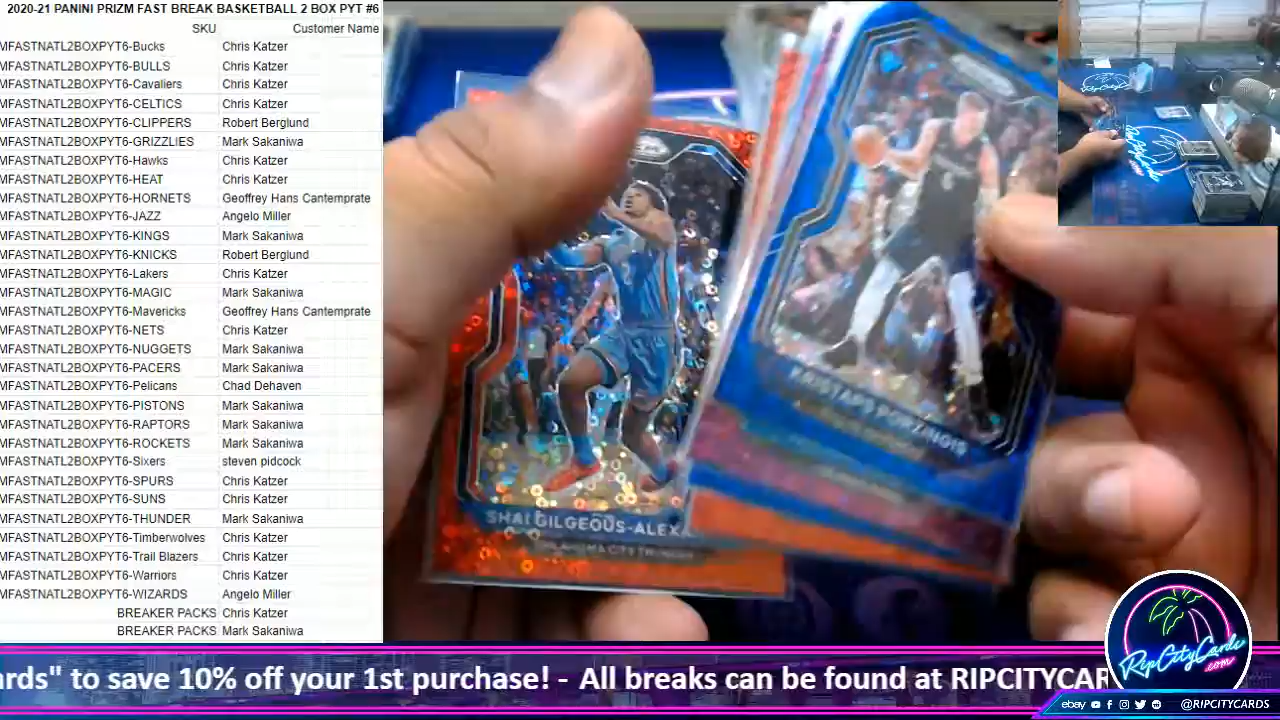 2020-21 PANINI PRIZM FAST BREAK BASKETBALL 2 BOX PYT #6
SKU Customer Name
MFASTNATL2BOXPYT6-Bucks Chris Katzer
MFASTNATL2BOXPYT6-BULLS Chris Katzer
MFASTNATL2BOXPYT6-Cavaliers Chris Katzer
MFASTNATL2BOXPYT6-CELTICS Chris Katzer
MFASTNATL2BOXPYT6-CLIPPERS Robert Berglund
MFASTNATL2BOXPYT6-GRIZZLIES Mark Sakaniwa
MFASTNATL2BOXPYT6-Hawks Chris Katzer
MFASTNATL2BOXPYT6-HEAT Chris Katzer
MFASTNATL2BOXPYT6-HORNETS Geoffrey Hans Cantemprate
MFASTNATL2BOXPYT6-JAZZ Angelo Miller
MFASTNATL2BOXPYT6-KINGS Mark Sakaniwa
MFASTNATL2BOXPYT6-KNICKS Robert Berglund
MFASTNATL2BOXPYT6-Lakers Chris Katzer
MFASTNATL2BOXPYT6-MAGIC Mark Sakaniwa
MFASTNATL2BOXPYT6-Mavericks Geoffrey Hans Cantemprate
MFASTNATL2BOXPYT6-NETS Chris Katzer
MFASTNATL2BOXPYT6-NUGGETS Mark Sakaniwa
MFASTNATL2BOXPYT6-PACERS Mark Sakaniwa
MFASTNATL2BOXPYT6-Pelicans Chad Dehaven
MFASTNATL2BOXPYT6-PISTONS Mark Sakaniwa
MFASTNATL2BOXPYT6-RAPTORS Mark Sakaniwa
MFASTNATL2BOXPYT6-ROCKETS Mark Sakaniwa
MFASTNATL2BOXPYT6-Sixers steven pidcock
MFASTNATL2BOXPYT6-SPURS Chris Katzer
MFASTNATL2BOXPYT6-SUNS Chris Katzer
MFASTNATL2BOXPYT6-THUNDER Mark Sakaniwa
MFASTNATL2BOXPYT6-Timberwolves Chris Katzer
MFASTNATL2BOXPYT6-Trail Blazers Chris Katzer
MFASTNATL2BOXPYT6-Warriors Chris Katzer
MFASTNATL2BOXPYT6-WIZARDS Angelo Miller
BREAKER PACKS Chris Katzer
BREAKER PACKS Mark Sakaniwa
SHAI GILGEOUS-ALEX
OKLAHOMA CITY THUNDER
PORZINGIS
RipCityCards
.com
rds" to save 10% off your 1st purchase! - All breaks can be found at RIPCITYCAR
ebay @RIPCITYCARDS